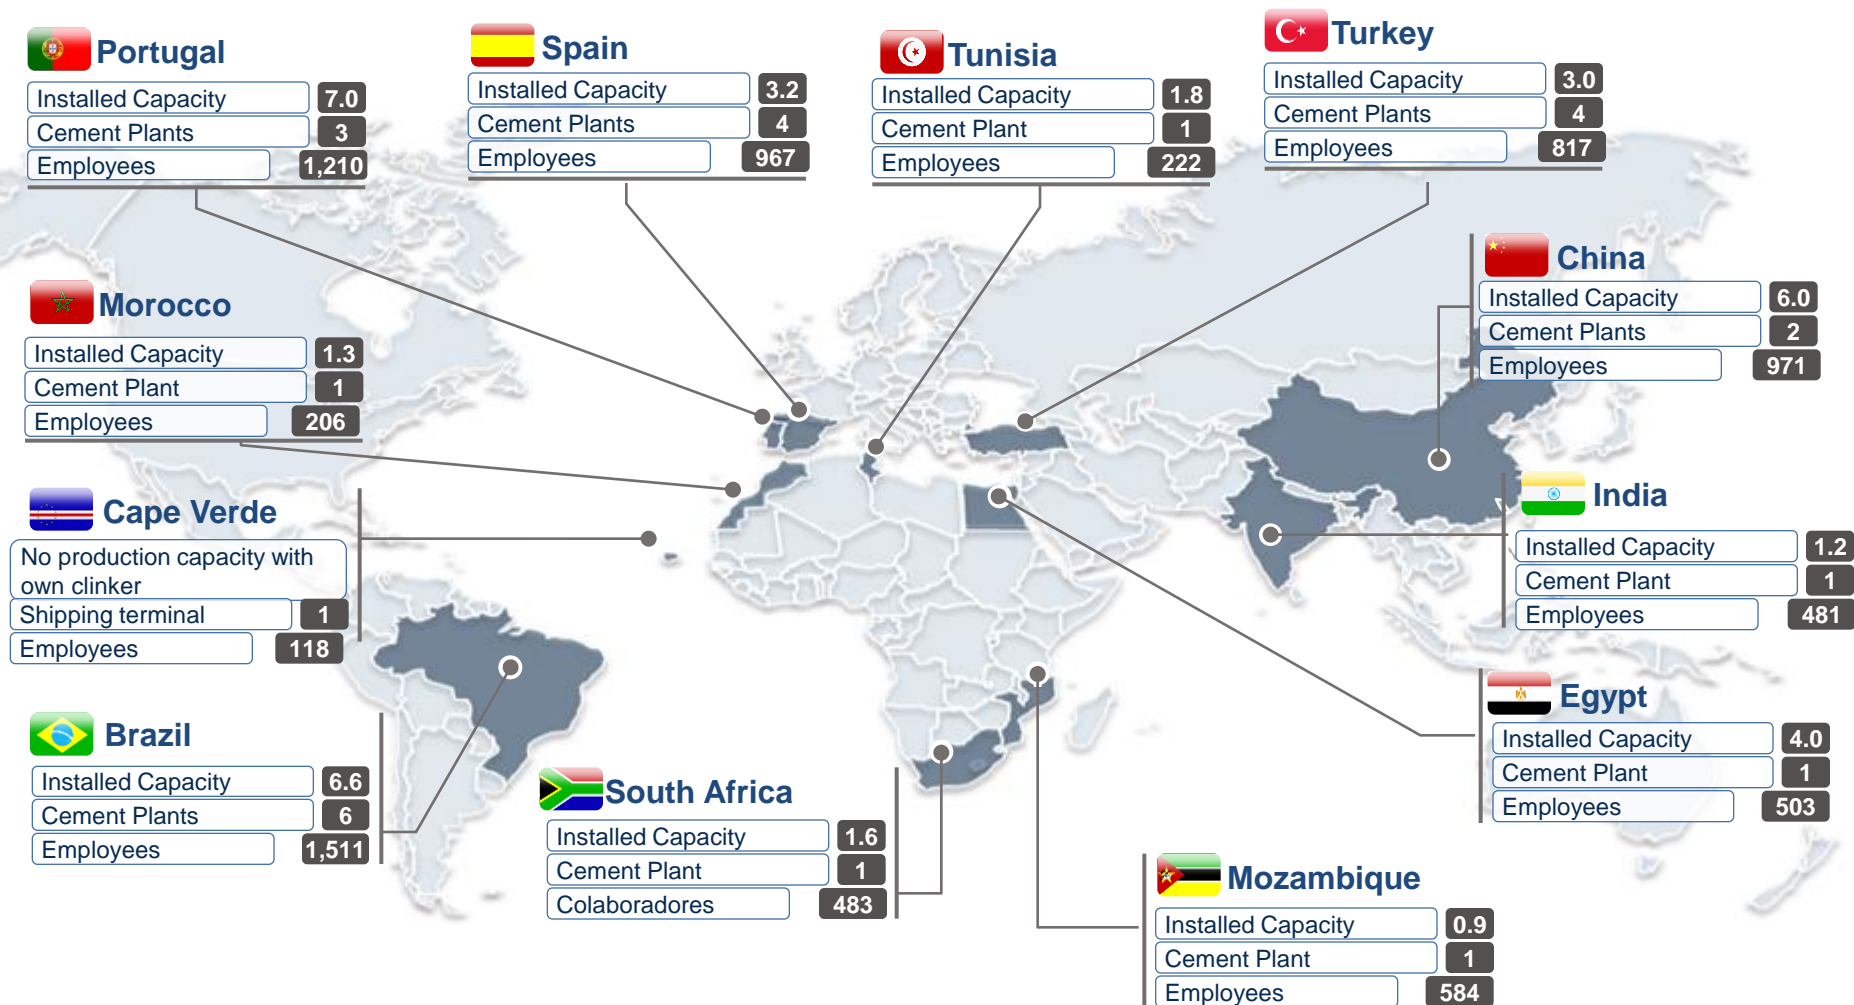 Portugal
Installed Capacity 7.0
Cement Plants 3
Employees 1,210
Spain
Installed Capacity 3.2
Cement Plants 4
Employees 967
Tunisia
Installed Capacity 1.8
Cement Plant 1
Employees 222
Turkey
Installed Capacity 3.0
Cement Plants 4
Employees 817
Morocco
Installed Capacity 1.3
Cement Plant 1
Employees 206
China
Installed Capacity 6.0
Cement Plants 2
Employees 971
Cape Verde
No production capacity with
own clinker
Shipping terminal 1
Employees 118
India
Installed Capacity 1.2
Cement Plant 1
Employees 481
Brazil
Installed Capacity 6.6
Cement Plants 6
Employees 1,511
South Africa
Installed Capacity 1.6
Cement Plant 1
Colaboradores 483
Egypt
Installed Capacity 4.0
Cement Plant 1
Employees 503
Mozambique
Installed Capacity 0.9
Cement Plant 1
Employees 584